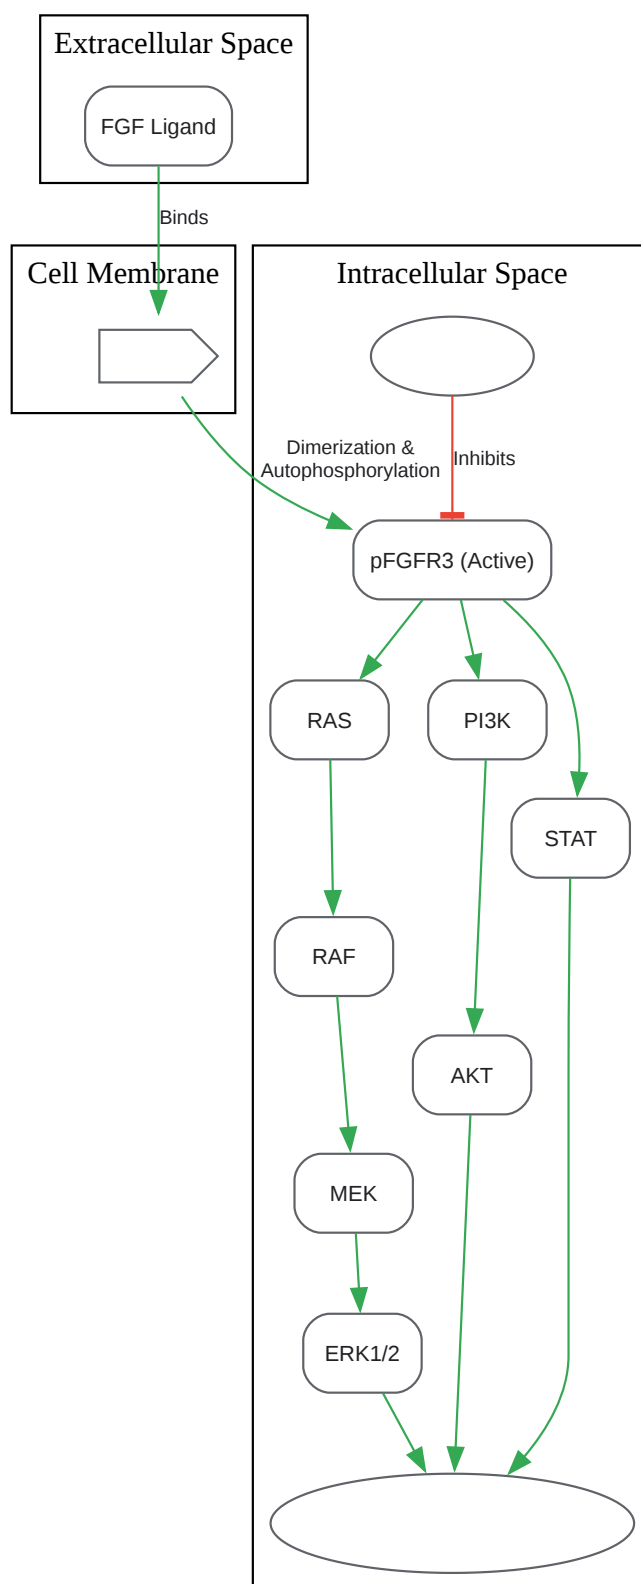 Extracellular Space
FGF Ligand
Binds
Cell Membrane
Intracellular Space
Dimerization &
Autophosphorylation
Inhibits
pFGFR3 (Active)
RAS
PI3K
STAT
RAF
AKT
MEK
ERK1/2